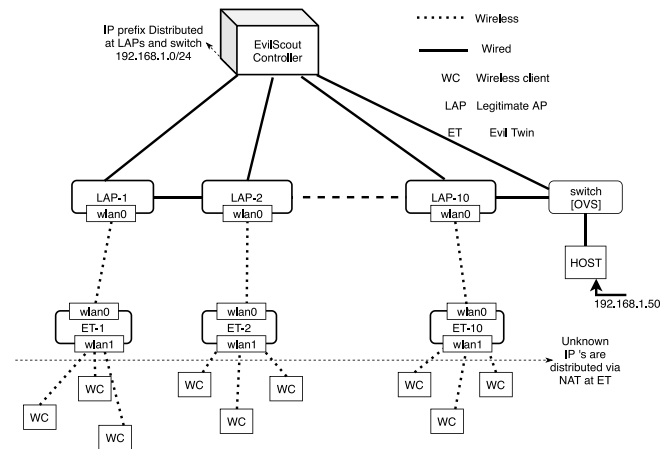 IP prefix Distributed
at LAPs and switch
192.168.1.0/24
EvilScout
Controller
Wireless
Wired
WC Wireless client
LAP Legitimate AP
ET Evil Twin
LAP-1
wlan0
LAP-2
wlan0
LAP-10
wlan0
switch
[OVS]
HOST
192.168.1.50
wlan0
ET-1
wlan1
wlan0
ET-2
wlan1
wlan0
ET-10
wlan1
Unknown
IP 's are
distributed via
NAT at ET
WC
WC
WC
WC
WC
WC
WC
WC
WC